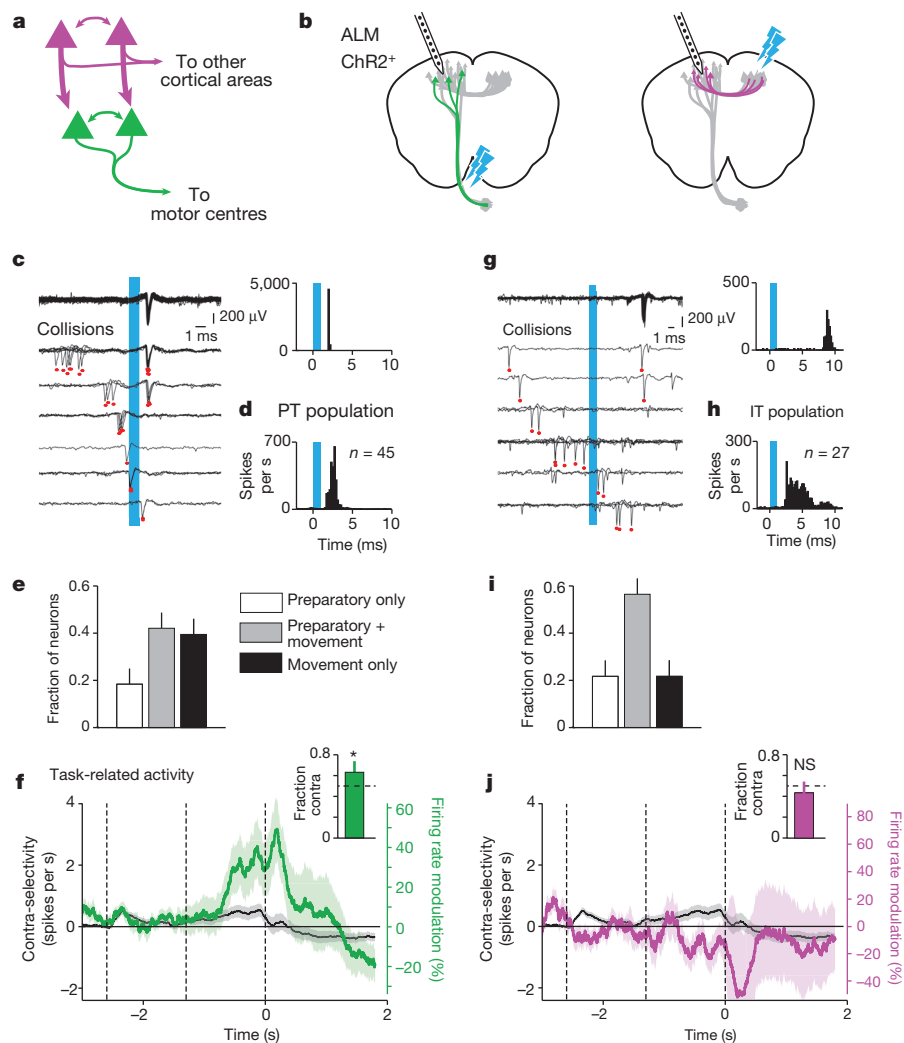 a
To other
cortical areas
To
motor centres
b
ALM
ChR2⁺
c
Collisions
200 μV
1 ms
5,000
0
0 5 10
d PT population
700
Spikes
per s
n = 45
0
0 5 10
Time (ms)
g
Collisions
200 μV
1 ms
500
0
0 5 10
h IT population
300
Spikes
per s
n = 27
0
0 5 10
Time (ms)
e
Fraction of neurons
0.6
0.4
0.2
0
Preparatory only
Preparatory +
movement
Movement only
i
Fraction of neurons
0.6
0.4
0.2
0
f Task-related activity
Contra-selectivity
(spikes per s)
4
2
0
−2
−2 0 2
Time (s)
Fraction
contra
0.8
0
*
Firing rate modulation (%)
60
40
20
0
−20
j
Contra-selectivity
(spikes per s)
4
2
0
−2
−2 0 2
Time (s)
Fraction
contra
0.8
0
NS
Firing rate modulation (%)
80
60
40
20
0
−20
−40